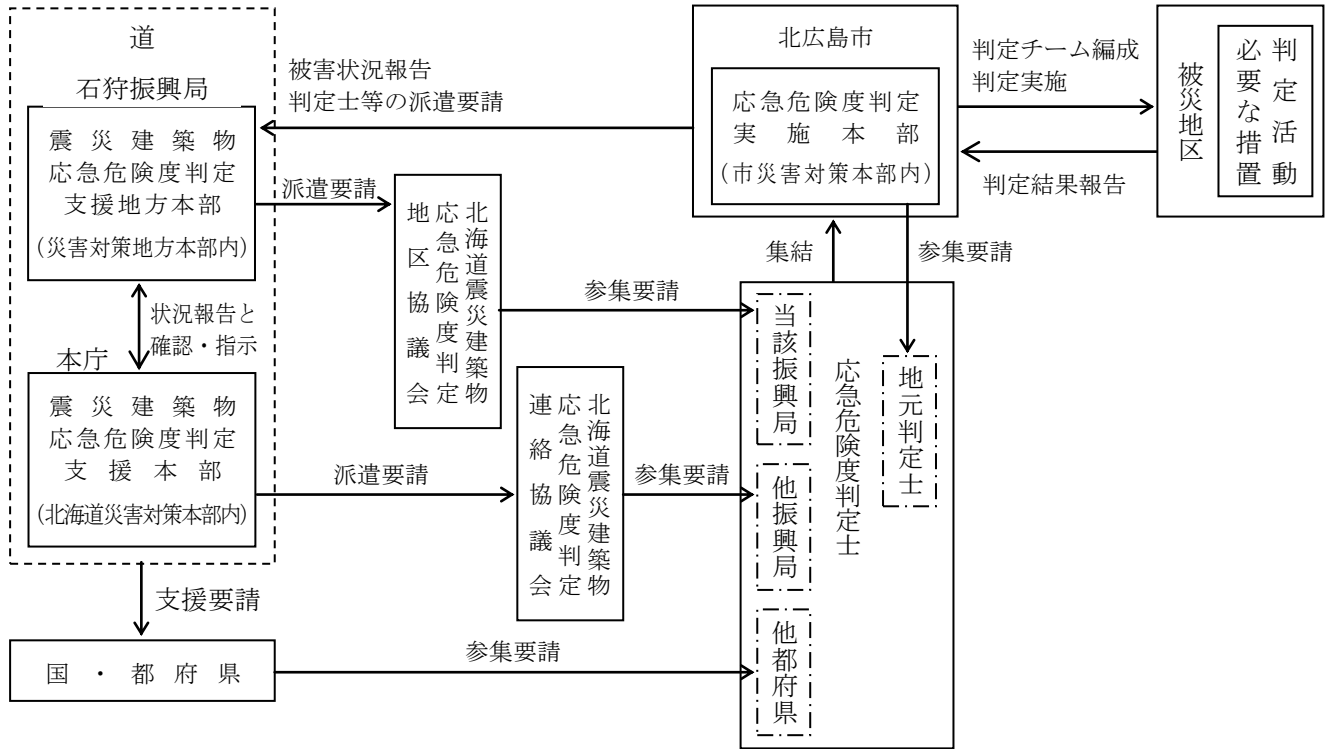 道
石狩振興局
震災建築物
応急危険度判定
支援地方本部
(災害対策地方本部内)
状況報告と
確認・指示
本庁
震災建築物
応急危険度判定
支援本部
(北海道災害対策本部内)
支援要請
国・都府県
被害状況報告
判定士等の派遣要請
派遣要請
北海道震災建築物
応急危険度判定
地区協議会
派遣要請
北海道震災建築物
応急危険度判定
連絡協議会
参集要請
参集要請
参集要請
北広島市
応急危険度判定
実施本部
(市災害対策本部内)
集結
参集要請
当該振興局
他振興局
他都府県
応急危険度判定士
地元判定士
判定チーム編成
判定実施
判定結果報告
被災地区
判定活動
必要な措置